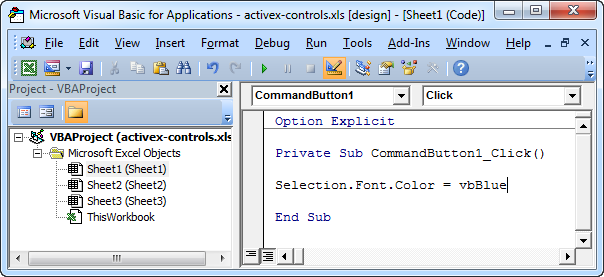 Microsoft Visual Basic for Applications - activex-controls.xls [design] - [Sheet1 (Code)]
File Edit View Insert Format Debug Run Tools Add-Ins Window Help
Project - VBAProject
VBAProject (activex-controls.xls
Microsoft Excel Objects
Sheet1 (Sheet1)
Sheet2 (Sheet2)
Sheet3 (Sheet3)
ThisWorkbook
CommandButton1 Click
Option Explicit
Private Sub CommandButton1_Click()
Selection.Font.Color = vbBlue
End Sub